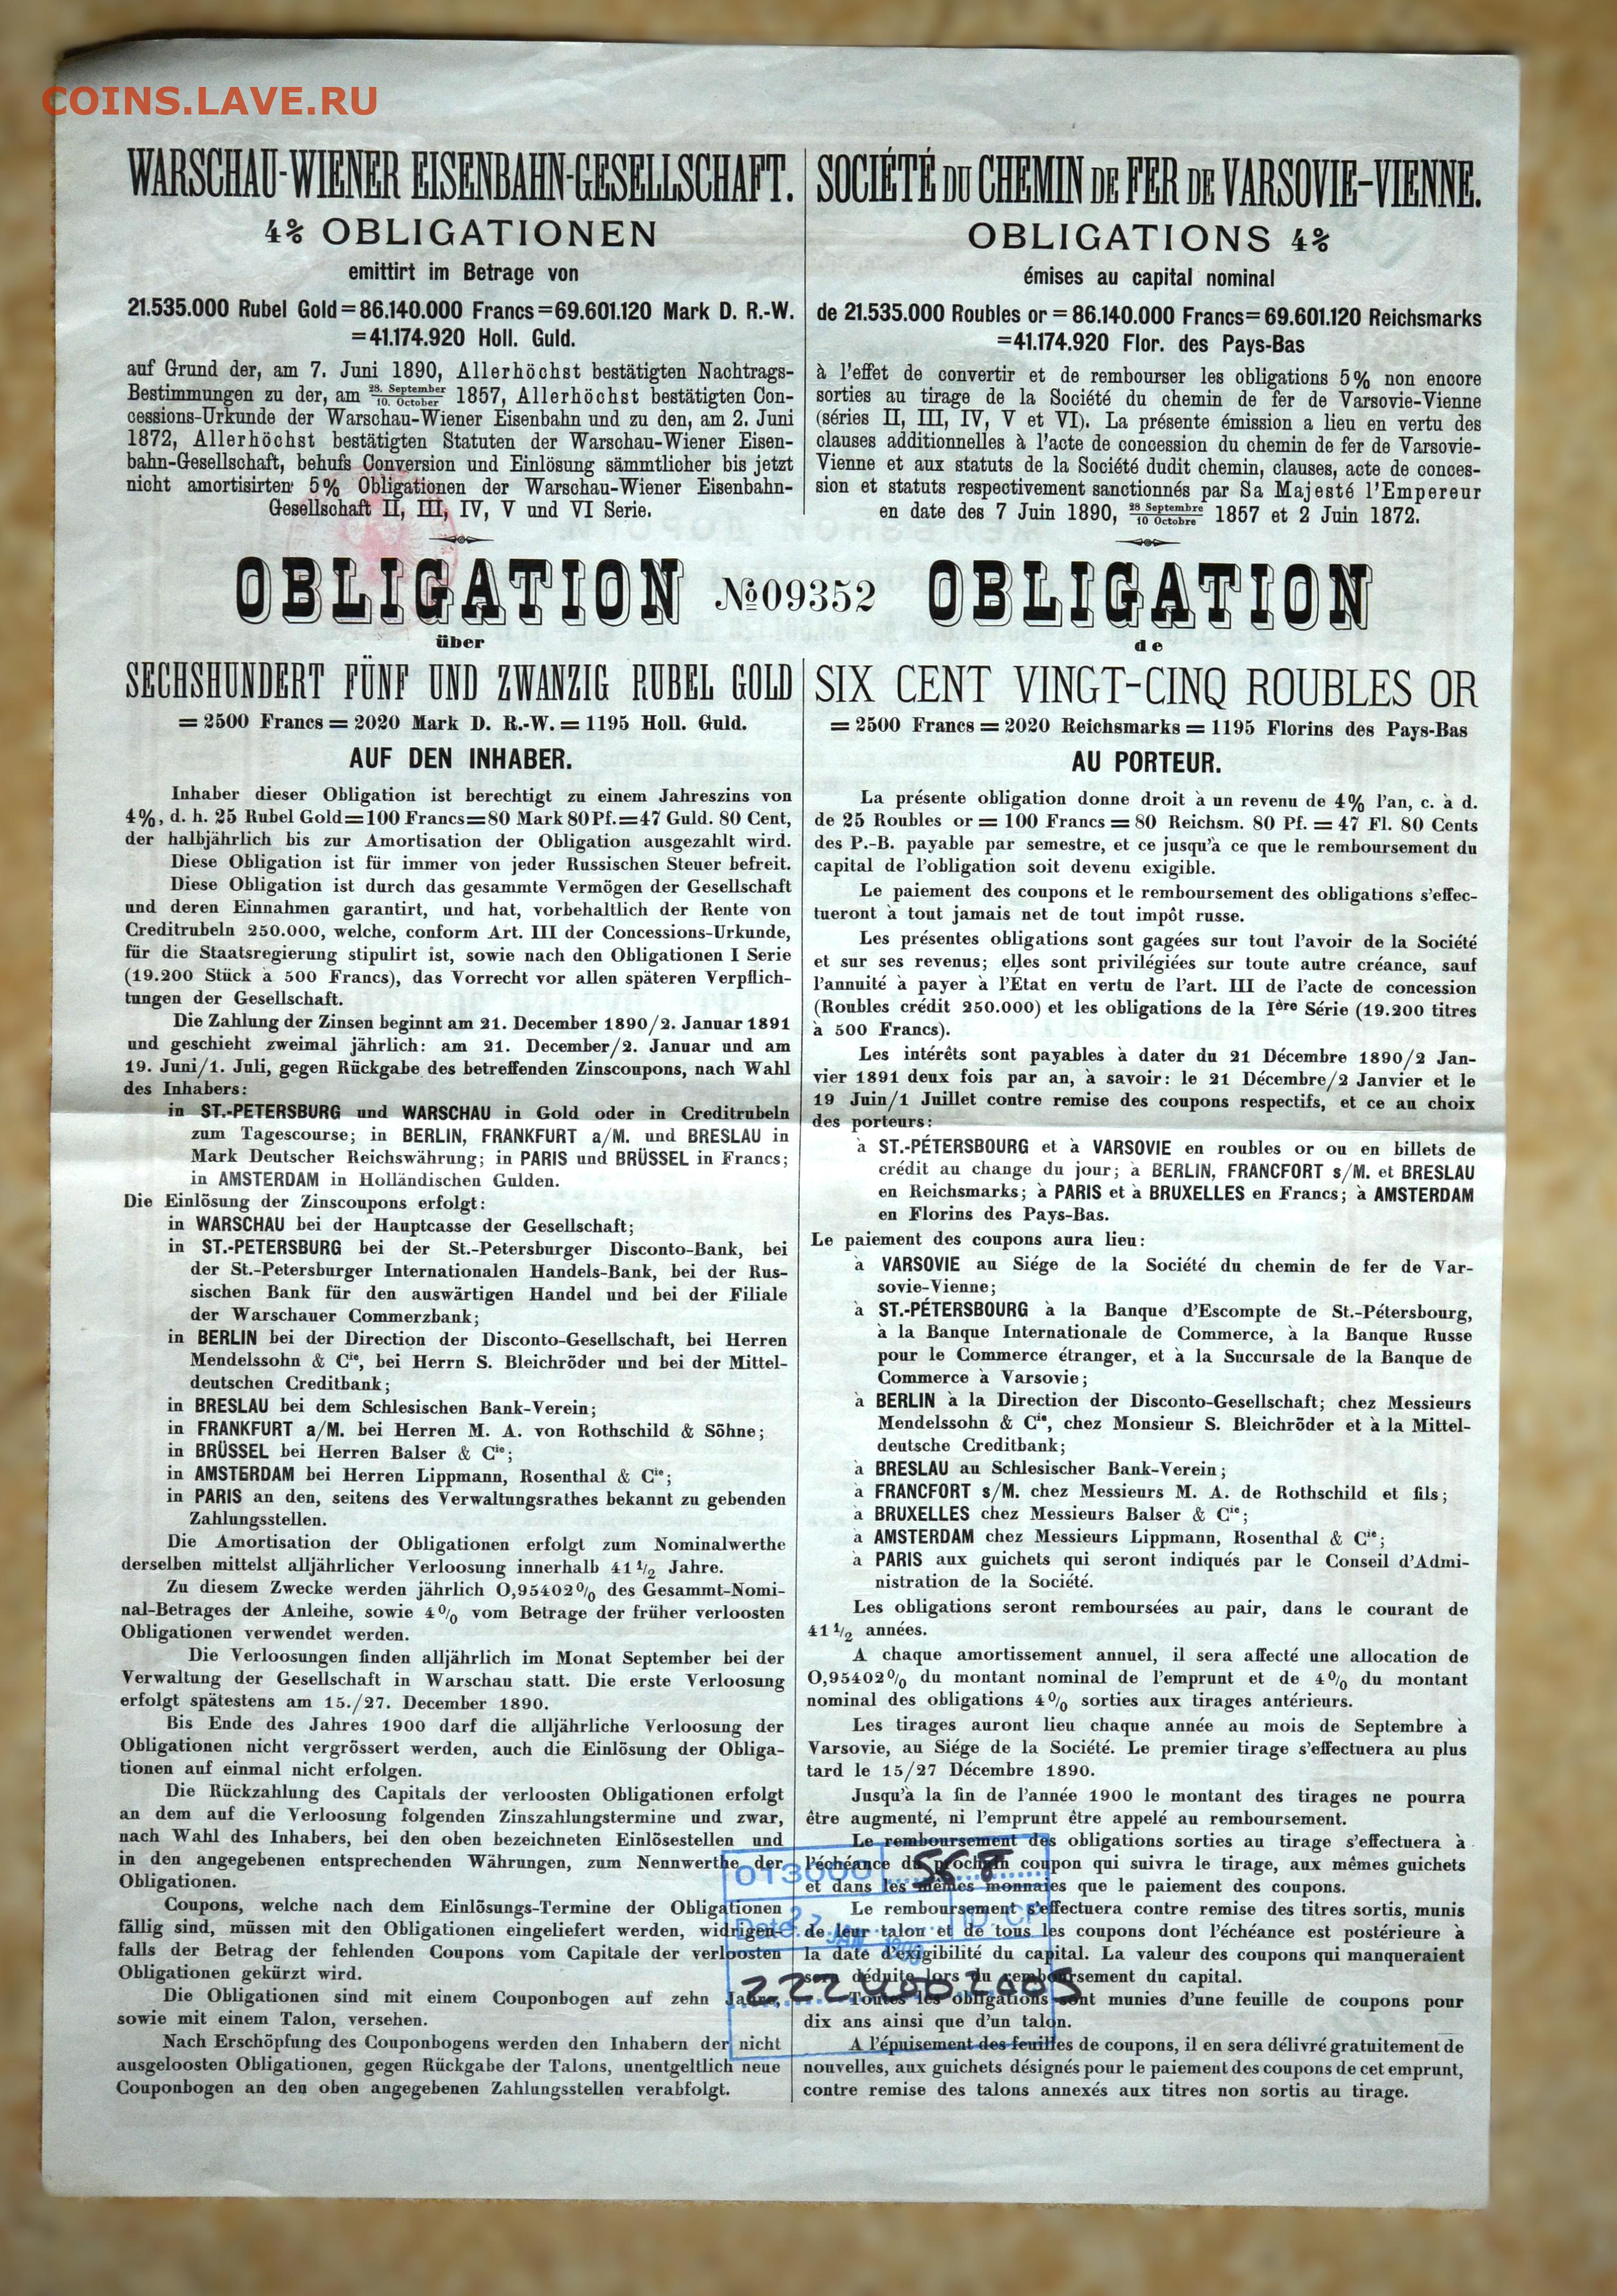 COINS.LAVE.RU
WARSCHAU-WIENER EISENBAHN-GESELLSCHAFT.
4% OBLIGATIONEN
emittirt im Betrage von
21.535.000 Rubel Gold = 86.140.000 Francs = 69.601.120 Mark D. R.-W.
= 41.174.920 Holl. Guld.
auf Grund der, am 7. Juni 1890, Allerhöchst bestätigten Nachtrags-
Bestimmungen zu der, am 28. September / 10. October 1857, Allerhöchst bestätigten Con-
cessions-Urkunde der Warschau-Wiener Eisenbahn und zu den, am 2. Juni
1872, Allerhöchst bestätigten Statuten der Warschau-Wiener Eisen-
bahn-Gesellschaft, behufs Conversion und Einlösung sämmtlicher bis jetzt
nicht amortisirten 5% Obligationen der Warschau-Wiener Eisenbahn-
Gesellschaft II, III, IV, V und VI Serie.
SOCIÉTÉ DU CHEMIN DE FER DE VARSOVIE-VIENNE.
OBLIGATIONS 4%
émises au capital nominal
de 21.535.000 Roubles or = 86.140.000 Francs = 69.601.120 Reichsmarks
= 41.174.920 Flor. des Pays-Bas
à l'effet de convertir et de rembourser les obligations 5% non encore
sorties au tirage de la Société du chemin de fer de Varsovie-Vienne
(séries II, III, IV, V et VI). La présente émission a lieu en vertu des
clauses additionnelles à l'acte de concession du chemin de fer de Varsovie-
Vienne et aux statuts de la Société dudit chemin, clauses, acte de conces-
sion et statuts respectivement sanctionnés par Sa Majesté l'Empereur
en date des 7 Juin 1890, 28 Septembre / 10 Octobre 1857 et 2 Juin 1872.
OBLIGATION № 09352 OBLIGATION
über
SECHSHUNDERT FÜNF UND ZWANZIG RUBEL GOLD
= 2500 Francs = 2020 Mark D. R.-W. = 1195 Holl. Guld.
AUF DEN INHABER.
Inhaber dieser Obligation ist berechtigt zu einem Jahreszins von
4%, d. h. 25 Rubel Gold = 100 Francs = 80 Mark 80 Pf. = 47 Guld. 80 Cent,
der halbjährlich bis zur Amortisation der Obligation ausgezahlt wird.
Diese Obligation ist für immer von jeder Russischen Steuer befreit.
Diese Obligation ist durch das gesammte Vermögen der Gesellschaft
und deren Einnahmen garantirt, und hat, vorbehaltlich der Rente von
Creditrubeln 250.000, welche, conform Art. III der Concessions-Urkunde,
für die Staatsregierung stipulirt ist, sowie nach den Obligationen I Serie
(19.200 Stück à 500 Francs), das Vorrecht vor allen späteren Verpflich-
tungen der Gesellschaft.
Die Zahlung der Zinsen beginnt am 21. December 1890/2. Januar 1891
und geschieht zweimal jährlich: am 21. December/2. Januar und am
19. Juni/1. Juli, gegen Rückgabe des betreffenden Zinscoupons, nach Wahl
des Inhabers:
in ST.-PETERSBURG und WARSCHAU in Gold oder in Creditrubeln
zum Tagescourse; in BERLIN, FRANKFURT a/M. und BRESLAU in
Mark Deutscher Reichswährung; in PARIS und BRÜSSEL in Francs;
in AMSTERDAM in Holländischen Gulden.
Die Einlösung der Zinscoupons erfolgt:
in WARSCHAU bei der Hauptcasse der Gesellschaft;
in ST.-PETERSBURG bei der St.-Petersburger Disconto-Bank, bei
der St.-Petersburger Internationalen Handels-Bank, bei der Rus-
sischen Bank für den auswärtigen Handel und bei der Filiale
der Warschauer Commerzbank;
in BERLIN bei der Direction der Disconto-Gesellschaft, bei Herren
Mendelssohn & Cie, bei Herrn S. Bleichröder und bei der Mittel-
deutschen Creditbank;
in BRESLAU bei dem Schlesischen Bank-Verein;
in FRANKFURT a/M. bei Herren M. A. von Rothschild & Söhne;
in BRÜSSEL bei Herren Balser & Cie;
in AMSTERDAM bei Herren Lippmann, Rosenthal & Cie;
in PARIS an den, seitens des Verwaltungsrathes bekannt zu gebenden
Zahlungsstellen.
Die Amortisation der Obligationen erfolgt zum Nominalwerthe
derselben mittelst alljährlicher Verloosung innerhalb 41 1/2 Jahre.
Zu diesem Zwecke werden jährlich 0,95402% des Gesammt-Nomi-
nal-Betrages der Anleihe, sowie 4% vom Betrage der früher verloosten
Obligationen verwendet werden.
Die Verloosungen finden alljährlich im Monat September bei der
Verwaltung der Gesellschaft in Warschau statt. Die erste Verloosung
erfolgt spätestens am 15./27. December 1890.
Bis Ende des Jahres 1900 darf die alljährliche Verloosung der
Obligationen nicht vergrössert werden, auch die Einlösung der Obliga-
tionen auf einmal nicht erfolgen.
Die Rückzahlung des Capitals der verloosten Obligationen erfolgt
an dem auf die Verloosung folgenden Zinszahlungstermine und zwar,
nach Wahl des Inhabers, bei den oben bezeichneten Einlösestellen und
in den angegebenen entsprechenden Währungen, zum Nennwerthe der
Obligationen.
Coupons, welche nach dem Einlösungs-Termine der Obligationen
fällig sind, müssen mit den Obligationen eingeliefert werden, widrigen-
falls der Betrag der fehlenden Coupons vom Capitale der verloosten
Obligationen gekürzt wird.
Die Obligationen sind mit einem Couponbogen auf zehn Jahre,
sowie mit einem Talon, versehen.
Nach Erschöpfung des Couponbogens werden den Inhabern der nicht
ausgeloosten Obligationen, gegen Rückgabe der Talons, unentgeltlich neue
Couponbogen an den oben angegebenen Zahlungsstellen verabfolgt.
de
SIX CENT VINGT-CINQ ROUBLES OR
= 2500 Francs = 2020 Reichsmarks = 1195 Florins des Pays-Bas
AU PORTEUR.
La présente obligation donne droit à un revenu de 4% l'an, c. à d.
de 25 Roubles or = 100 Francs = 80 Reichsm. 80 Pf. = 47 Fl. 80 Cents
des P.-B. payable par semestre, et ce jusqu'à ce que le remboursement du
capital de l'obligation soit devenu exigible.
Le paiement des coupons et le remboursement des obligations s'effec-
tueront à tout jamais net de tout impôt russe.
Les présentes obligations sont gagées sur tout l'avoir de la Société
et sur ses revenus; elles sont privilégiées sur toute autre créance, sauf
l'annuité à payer à l'État en vertu de l'art. III de l'acte de concession
(Roubles crédit 250.000) et les obligations de la Ière Série (19.200 titres
à 500 Francs).
Les intérêts sont payables à dater du 21 Décembre 1890/2 Jan-
vier 1891 deux fois par an, à savoir: le 21 Décembre/2 Janvier et le
19 Juin/1 Juillet contre remise des coupons respectifs, et ce au choix
des porteurs:
à ST.-PÉTERSBOURG et à VARSOVIE en roubles or ou en billets de
crédit au change du jour; à BERLIN, FRANCFORT s/M. et BRESLAU
en Reichsmarks; à PARIS et à BRUXELLES en Francs; à AMSTERDAM
en Florins des Pays-Bas.
Le paiement des coupons aura lieu:
à VARSOVIE au Siége de la Société du chemin de fer de Var-
sovie-Vienne;
à ST.-PÉTERSBOURG à la Banque d'Escompte de St.-Pétersbourg,
à la Banque Internationale de Commerce, à la Banque Russe
pour le Commerce étranger, et à la Succursale de la Banque de
Commerce à Varsovie;
à BERLIN à la Direction der Disconto-Gesellschaft; chez Messieurs
Mendelssohn & Cie, chez Monsieur S. Bleichröder et à la Mittel-
deutsche Creditbank;
à BRESLAU au Schlesischer Bank-Verein;
à FRANCFORT s/M. chez Messieurs M. A. de Rothschild et fils;
à BRUXELLES chez Messieurs Balser & Cie;
à AMSTERDAM chez Messieurs Lippmann, Rosenthal & Cie;
à PARIS aux guichets qui seront indiqués par le Conseil d'Admi-
nistration de la Société.
Les obligations seront remboursées au pair, dans le courant de
41 1/2 années.
A chaque amortissement annuel, il sera affecté une allocation de
0,95402% du montant nominal de l'emprunt et de 4% du montant
nominal des obligations 4% sorties aux tirages antérieurs.
Les tirages auront lieu chaque année au mois de Septembre à
Varsovie, au Siége de la Société. Le premier tirage s'effectuera au plus
tard le 15/27 Décembre 1890.
Jusqu'à la fin de l'année 1900 le montant des tirages ne pourra
être augmenté, ni l'emprunt être appelé au remboursement.
Le remboursement des obligations sorties au tirage s'effectuera à
l'échéance du prochain coupon qui suivra le tirage, aux mêmes guichets
et dans les mêmes monnaies que le paiement des coupons.
Le remboursement s'effectuera contre remise des titres sortis, munis
de leur talon et de tous les coupons dont l'échéance est postérieure à
la date d'exigibilité du capital. La valeur des coupons qui manqueraient
sera déduite lors du remboursement du capital.
Toutes les obligations sont munies d'une feuille de coupons pour
dix ans ainsi que d'un talon.
A l'épuisement des feuilles de coupons, il en sera délivré gratuitement de
nouvelles, aux guichets désignés pour le paiement des coupons de cet emprunt,
contre remise des talons annexés aux titres non sortis au tirage.
013000 568
Date
2224002005